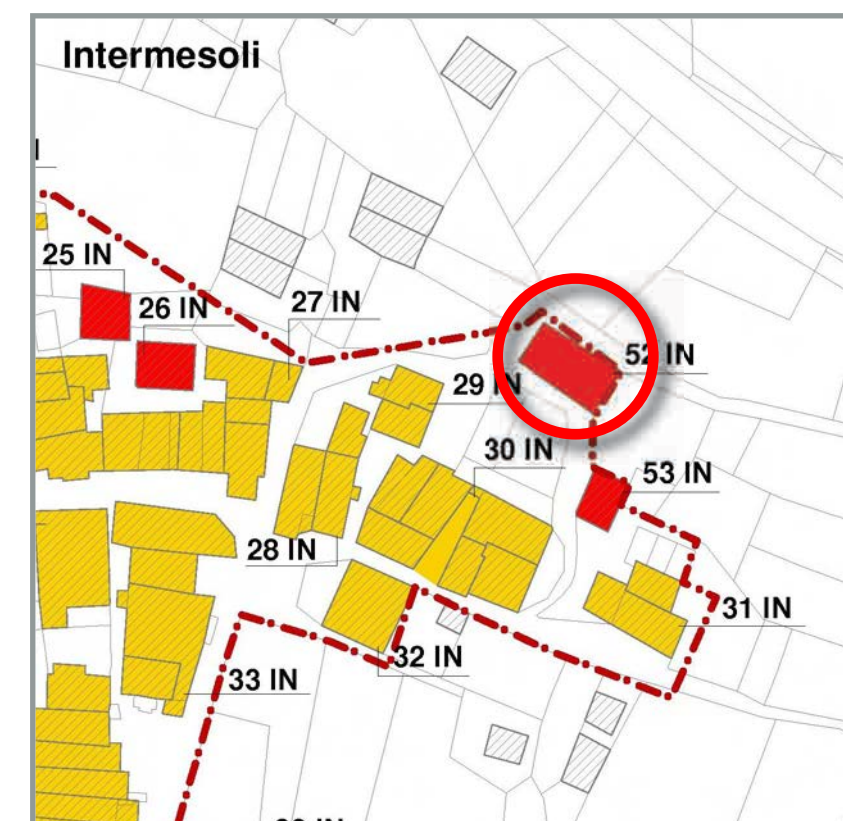 Intermesoli
25 IN
26 IN
27 IN
52 IN
29 IN
30 IN
53 IN
28 IN
31 IN
32 IN
33 IN